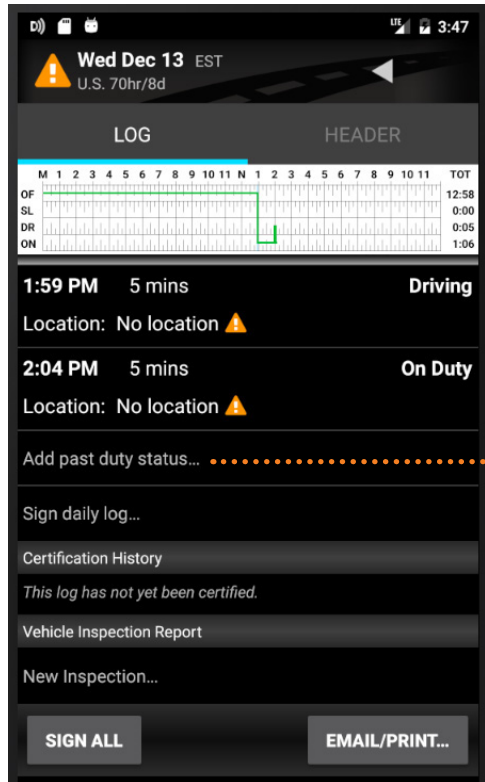 D)) LTE 3:47
Wed Dec 13 EST
U.S. 70hr/8d
LOG HEADER
M 1 2 3 4 5 6 7 8 9 10 11 N 1 2 3 4 5 6 7 8 9 10 11 TOT
OF 12:58
SL 0:00
DR 0:05
ON 1:06
1:59 PM 5 mins Driving
Location: No location
2:04 PM 5 mins On Duty
Location: No location
Add past duty status...
Sign daily log...
Certification History
This log has not yet been certified.
Vehicle Inspection Report
New Inspection...
SIGN ALL EMAIL/PRINT...